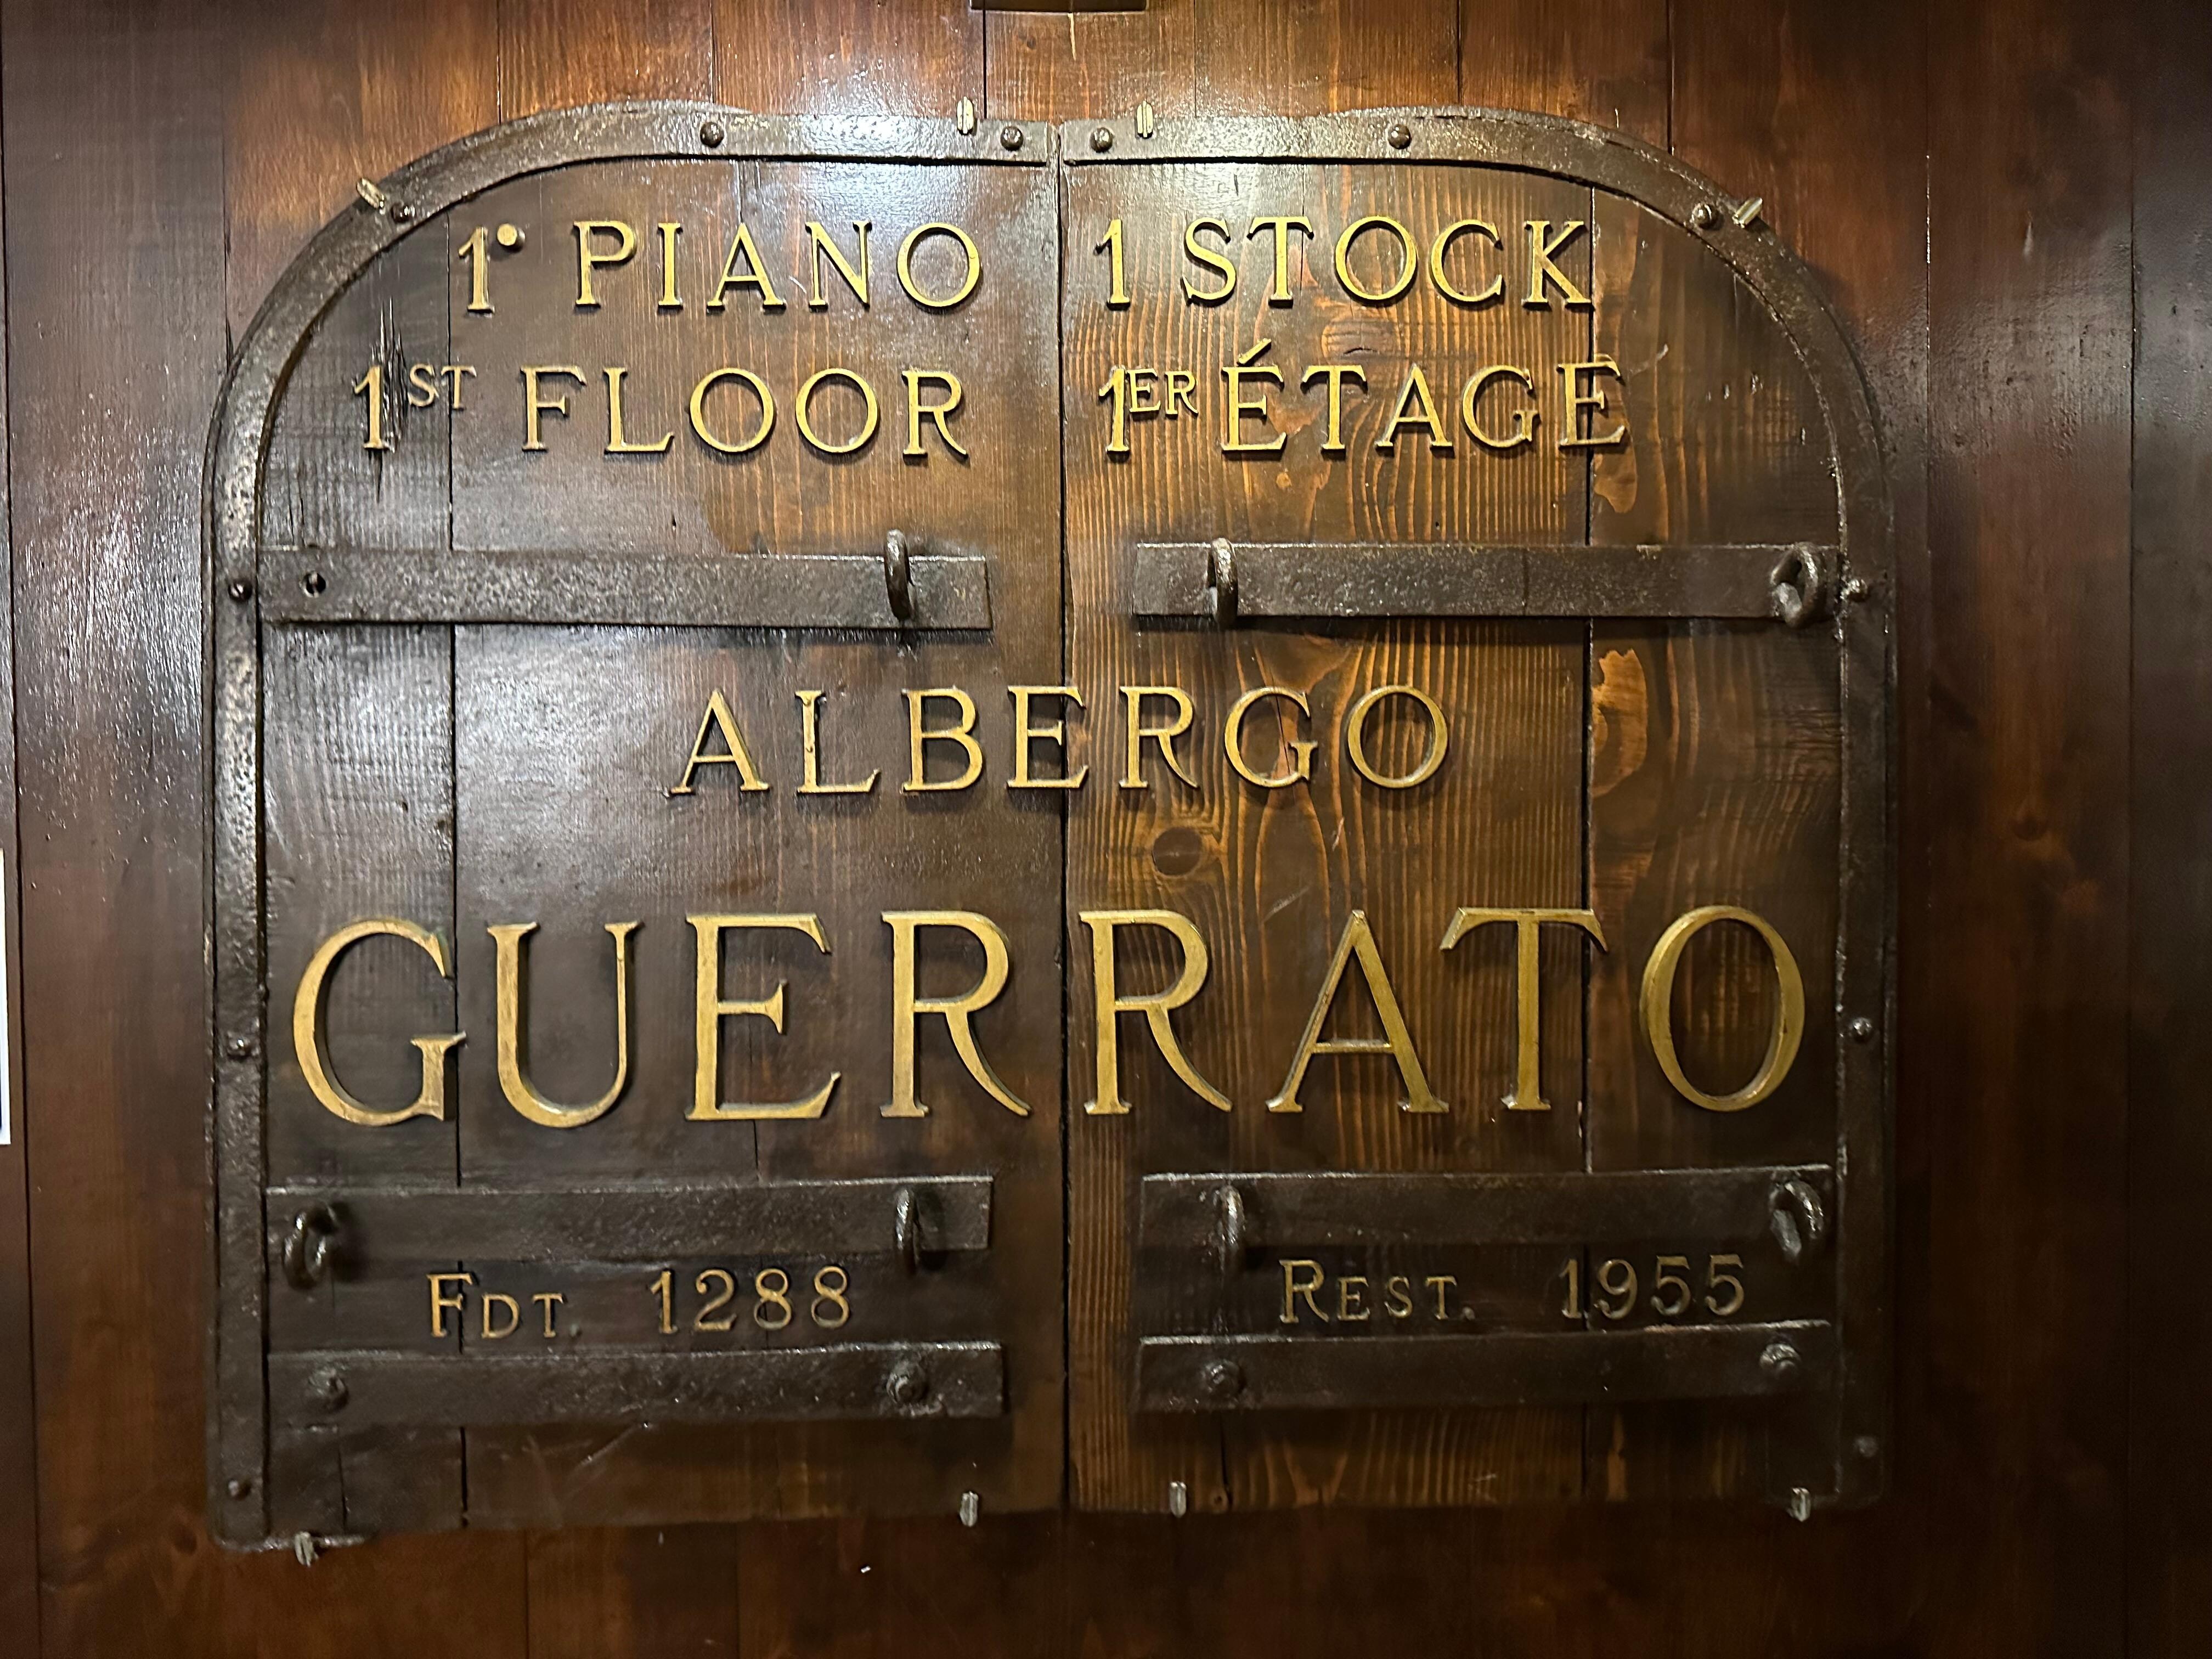 1° PIANO 1 STOCK
1ST FLOOR 1ER ÉTAGE
ALBERGO
GUERRATO
FDT. 1288 REST. 1955